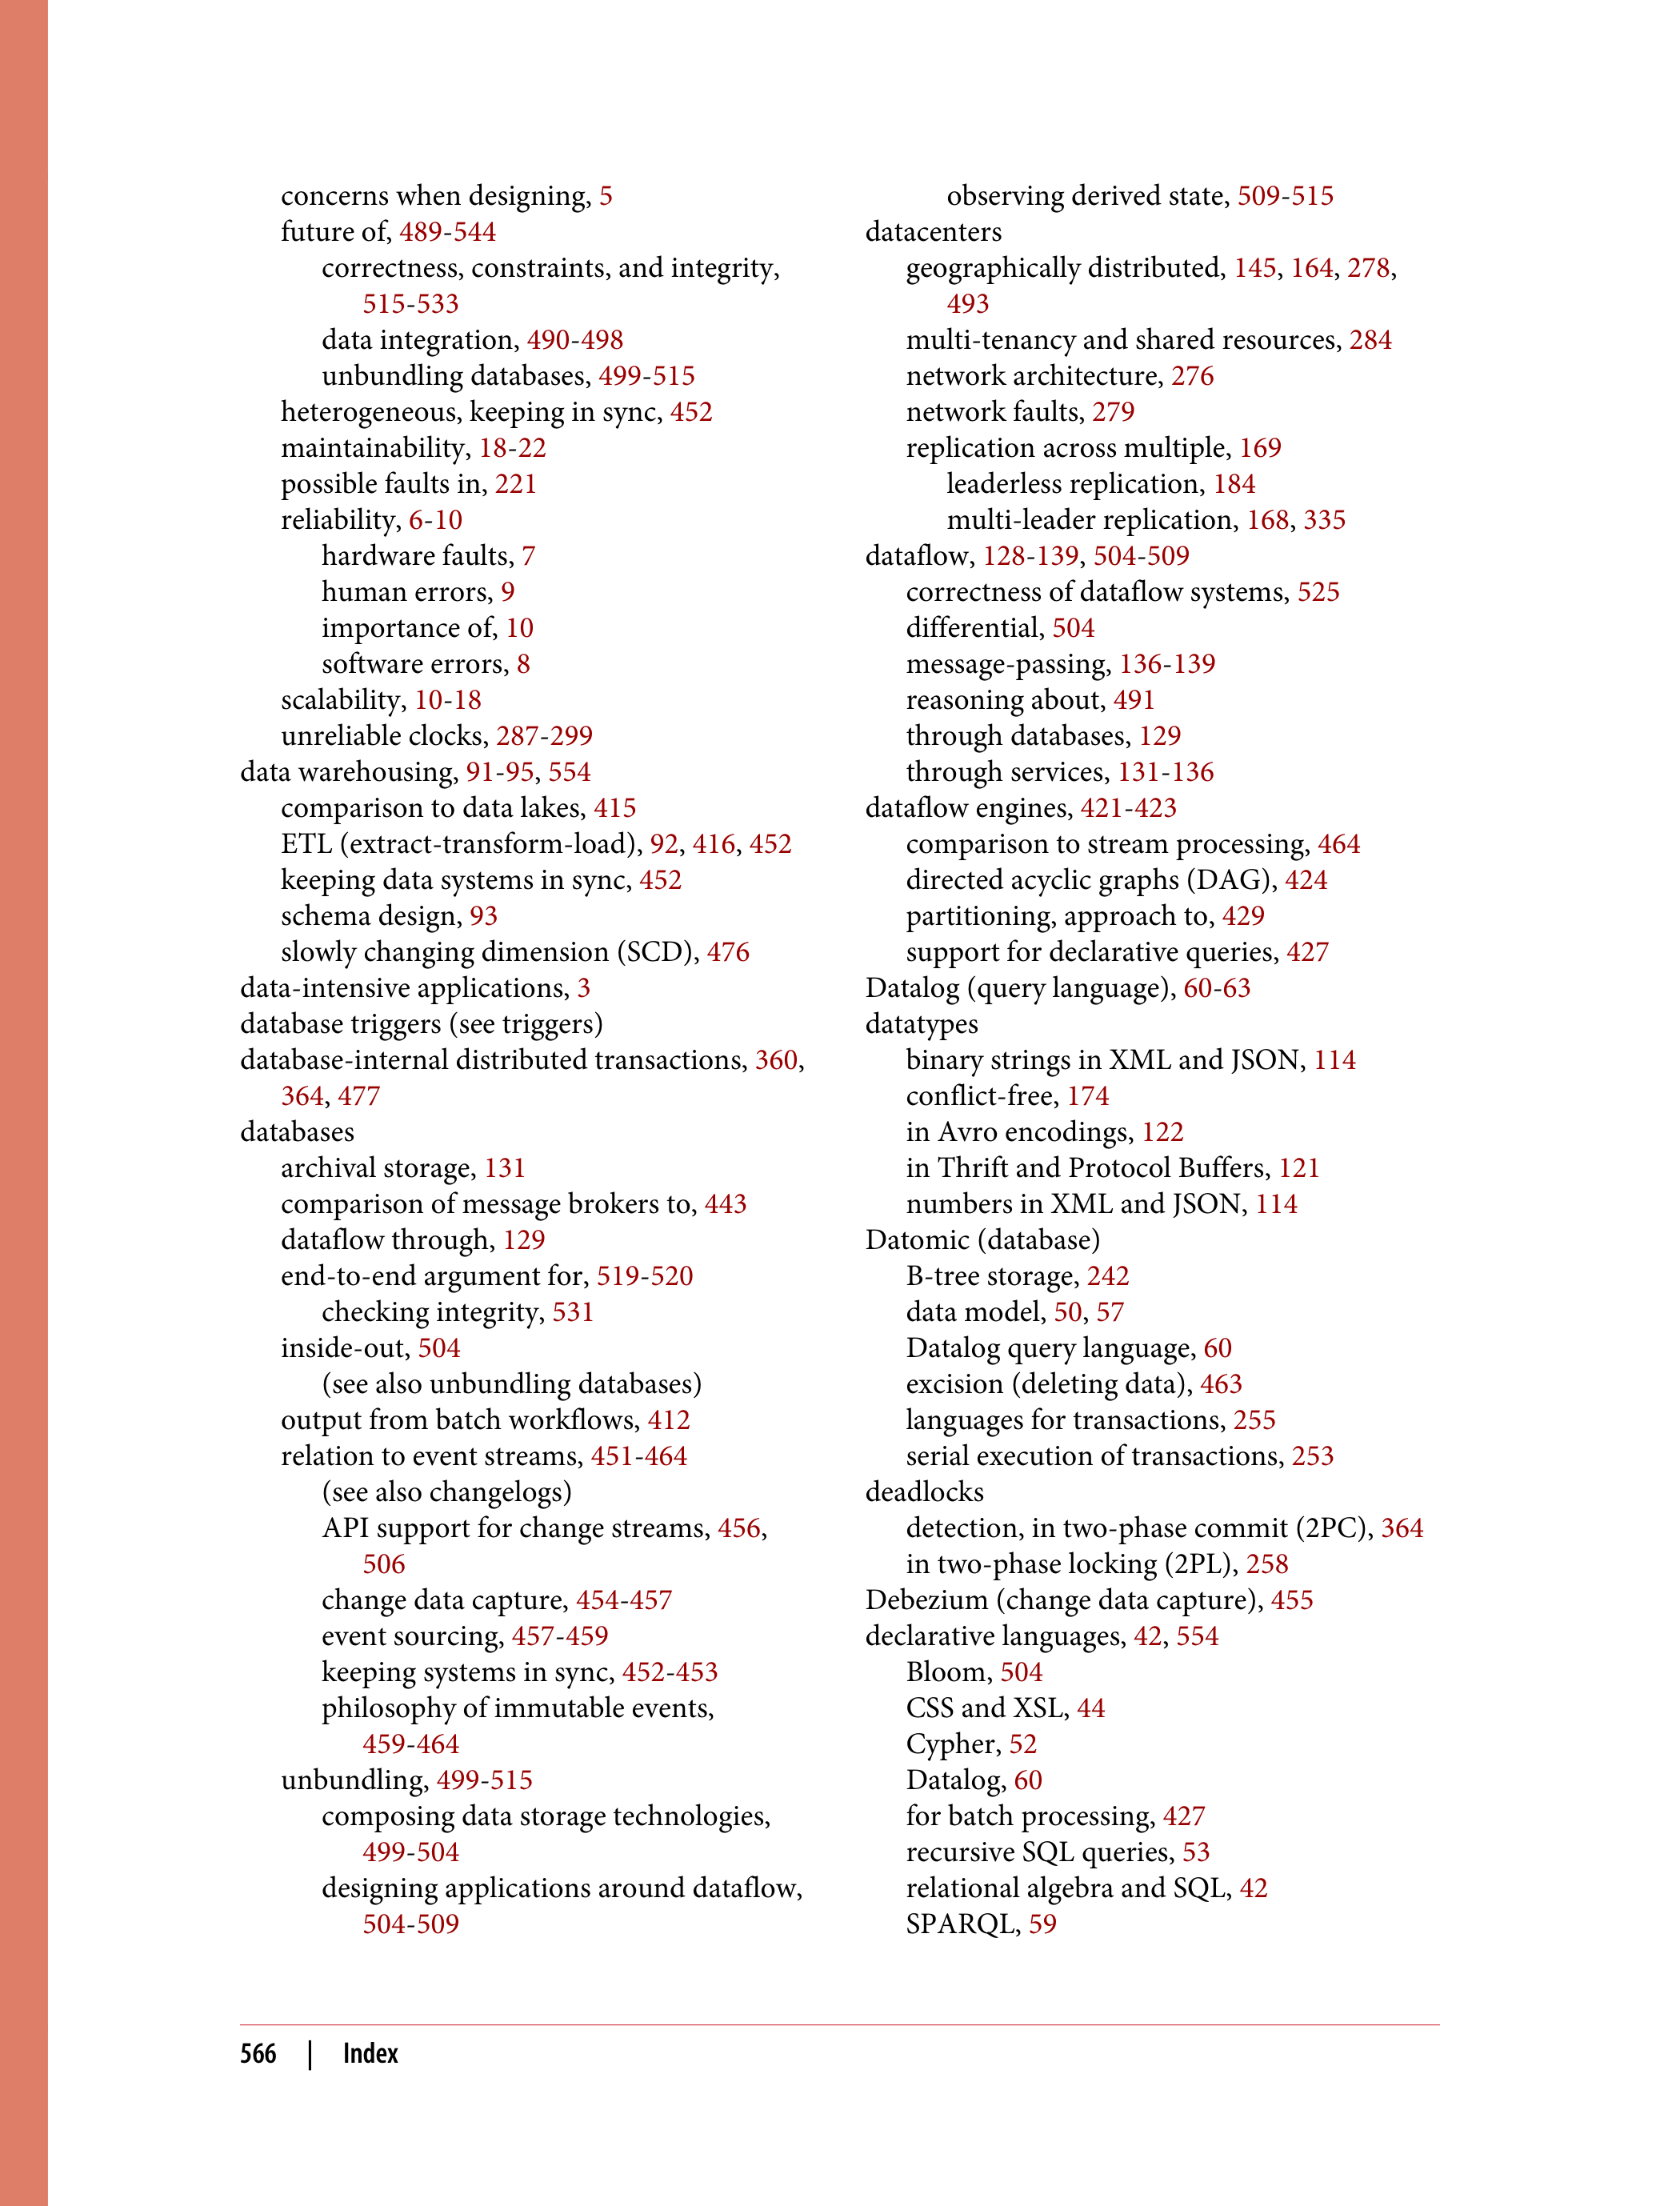 concerns when designing, 5
future of, 489-544
correctness, constraints, and integrity,
515-533
data integration, 490-498
unbundling databases, 499-515
heterogeneous, keeping in sync, 452
maintainability, 18-22
possible faults in, 221
reliability, 6-10
hardware faults, 7
human errors, 9
importance of, 10
software errors, 8
scalability, 10-18
unreliable clocks, 287-299
data warehousing, 91-95, 554
comparison to data lakes, 415
ETL (extract-transform-load), 92, 416, 452
keeping data systems in sync, 452
schema design, 93
slowly changing dimension (SCD), 476
data-intensive applications, 3
database triggers (see triggers)
database-internal distributed transactions, 360,
364, 477
databases
archival storage, 131
comparison of message brokers to, 443
dataflow through, 129
end-to-end argument for, 519-520
checking integrity, 531
inside-out, 504
(see also unbundling databases)
output from batch workflows, 412
relation to event streams, 451-464
(see also changelogs)
API support for change streams, 456,
506
change data capture, 454-457
event sourcing, 457-459
keeping systems in sync, 452-453
philosophy of immutable events,
459-464
unbundling, 499-515
composing data storage technologies,
499-504
designing applications around dataflow,
504-509
observing derived state, 509-515
datacenters
geographically distributed, 145, 164, 278,
493
multi-tenancy and shared resources, 284
network architecture, 276
network faults, 279
replication across multiple, 169
leaderless replication, 184
multi-leader replication, 168, 335
dataflow, 128-139, 504-509
correctness of dataflow systems, 525
differential, 504
message-passing, 136-139
reasoning about, 491
through databases, 129
through services, 131-136
dataflow engines, 421-423
comparison to stream processing, 464
directed acyclic graphs (DAG), 424
partitioning, approach to, 429
support for declarative queries, 427
Datalog (query language), 60-63
datatypes
binary strings in XML and JSON, 114
conflict-free, 174
in Avro encodings, 122
in Thrift and Protocol Buffers, 121
numbers in XML and JSON, 114
Datomic (database)
B-tree storage, 242
data model, 50, 57
Datalog query language, 60
excision (deleting data), 463
languages for transactions, 255
serial execution of transactions, 253
deadlocks
detection, in two-phase commit (2PC), 364
in two-phase locking (2PL), 258
Debezium (change data capture), 455
declarative languages, 42, 554
Bloom, 504
CSS and XSL, 44
Cypher, 52
Datalog, 60
for batch processing, 427
recursive SQL queries, 53
relational algebra and SQL, 42
SPARQL, 59
566 | Index